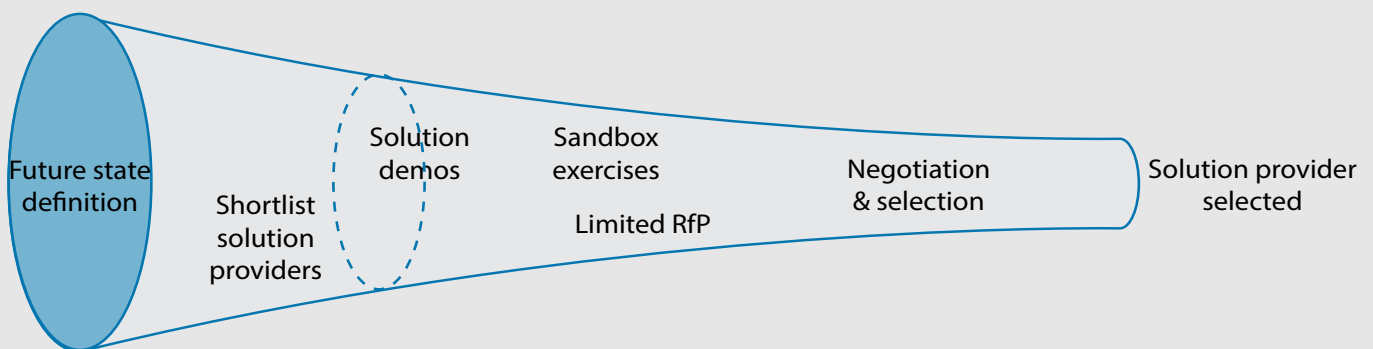 Future state
definition
Shortlist
solution
providers
Solution
demos
Sandbox
exercises
Limited RfP
Negotiation
& selection
Solution provider
selected